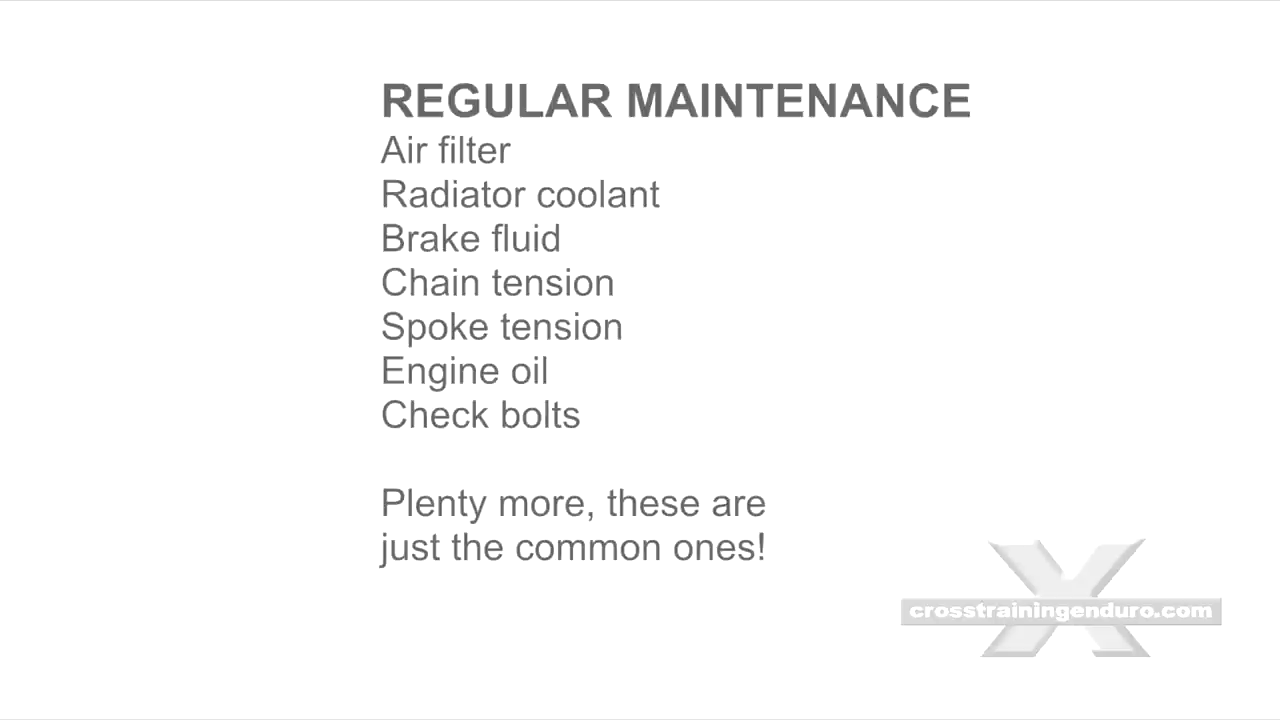 REGULAR MAINTENANCE
Air filter
Radiator coolant
Brake fluid
Chain tension
Spoke tension
Engine oil
Check bolts
Plenty more, these are
just the common ones!
X
crosstrainingenduro.com